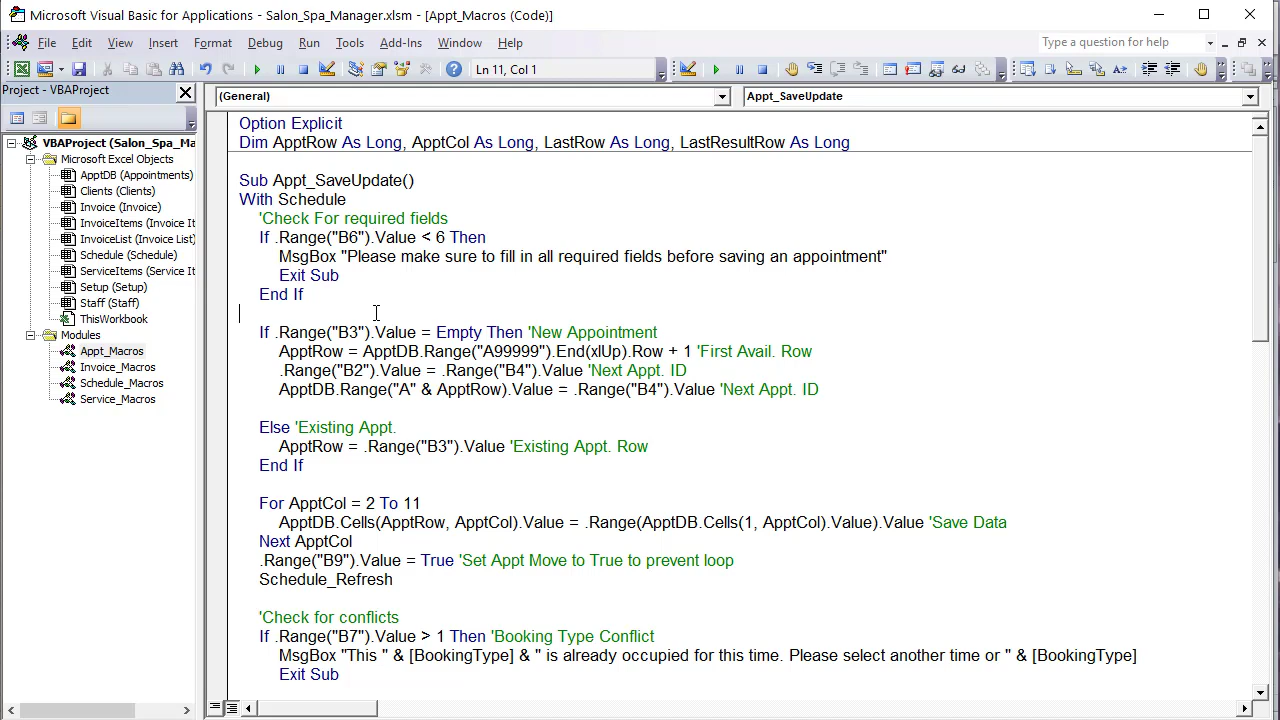 Microsoft Visual Basic for Applications - Salon_Spa_Manager.xlsm - [Appt_Macros (Code)]
File Edit View Insert Format Debug Run Tools Add-Ins Window Help
Type a question for help
Ln 11, Col 1
Project - VBAProject
(General)
Appt_SaveUpdate
VBAProject (Salon_Spa_Ma
Microsoft Excel Objects
ApptDB (Appointments)
Clients (Clients)
Invoice (Invoice)
InvoiceItems (Invoice It
InvoiceList (Invoice List)
Schedule (Schedule)
ServiceItems (Service It
Setup (Setup)
Staff (Staff)
ThisWorkbook
Modules
Appt_Macros
Invoice_Macros
Schedule_Macros
Service_Macros
Option Explicit
Dim ApptRow As Long, ApptCol As Long, LastRow As Long, LastResultRow As Long
Sub Appt_SaveUpdate()
With Schedule
'Check For required fields
If .Range("B6").Value < 6 Then
MsgBox "Please make sure to fill in all required fields before saving an appointment"
Exit Sub
End If
If .Range("B3").Value = Empty Then 'New Appointment
ApptRow = ApptDB.Range("A99999").End(xlUp).Row + 1 'First Avail. Row
.Range("B2").Value = .Range("B4").Value 'Next Appt. ID
ApptDB.Range("A" & ApptRow).Value = .Range("B4").Value 'Next Appt. ID
Else 'Existing Appt.
ApptRow = .Range("B3").Value 'Existing Appt. Row
End If
For ApptCol = 2 To 11
ApptDB.Cells(ApptRow, ApptCol).Value = .Range(ApptDB.Cells(1, ApptCol).Value).Value 'Save Data
Next ApptCol
.Range("B9").Value = True 'Set Appt Move to True to prevent loop
Schedule_Refresh
'Check for conflicts
If .Range("B7").Value > 1 Then 'Booking Type Conflict
MsgBox "This " & [BookingType] & " is already occupied for this time. Please select another time or " & [BookingType]
Exit Sub